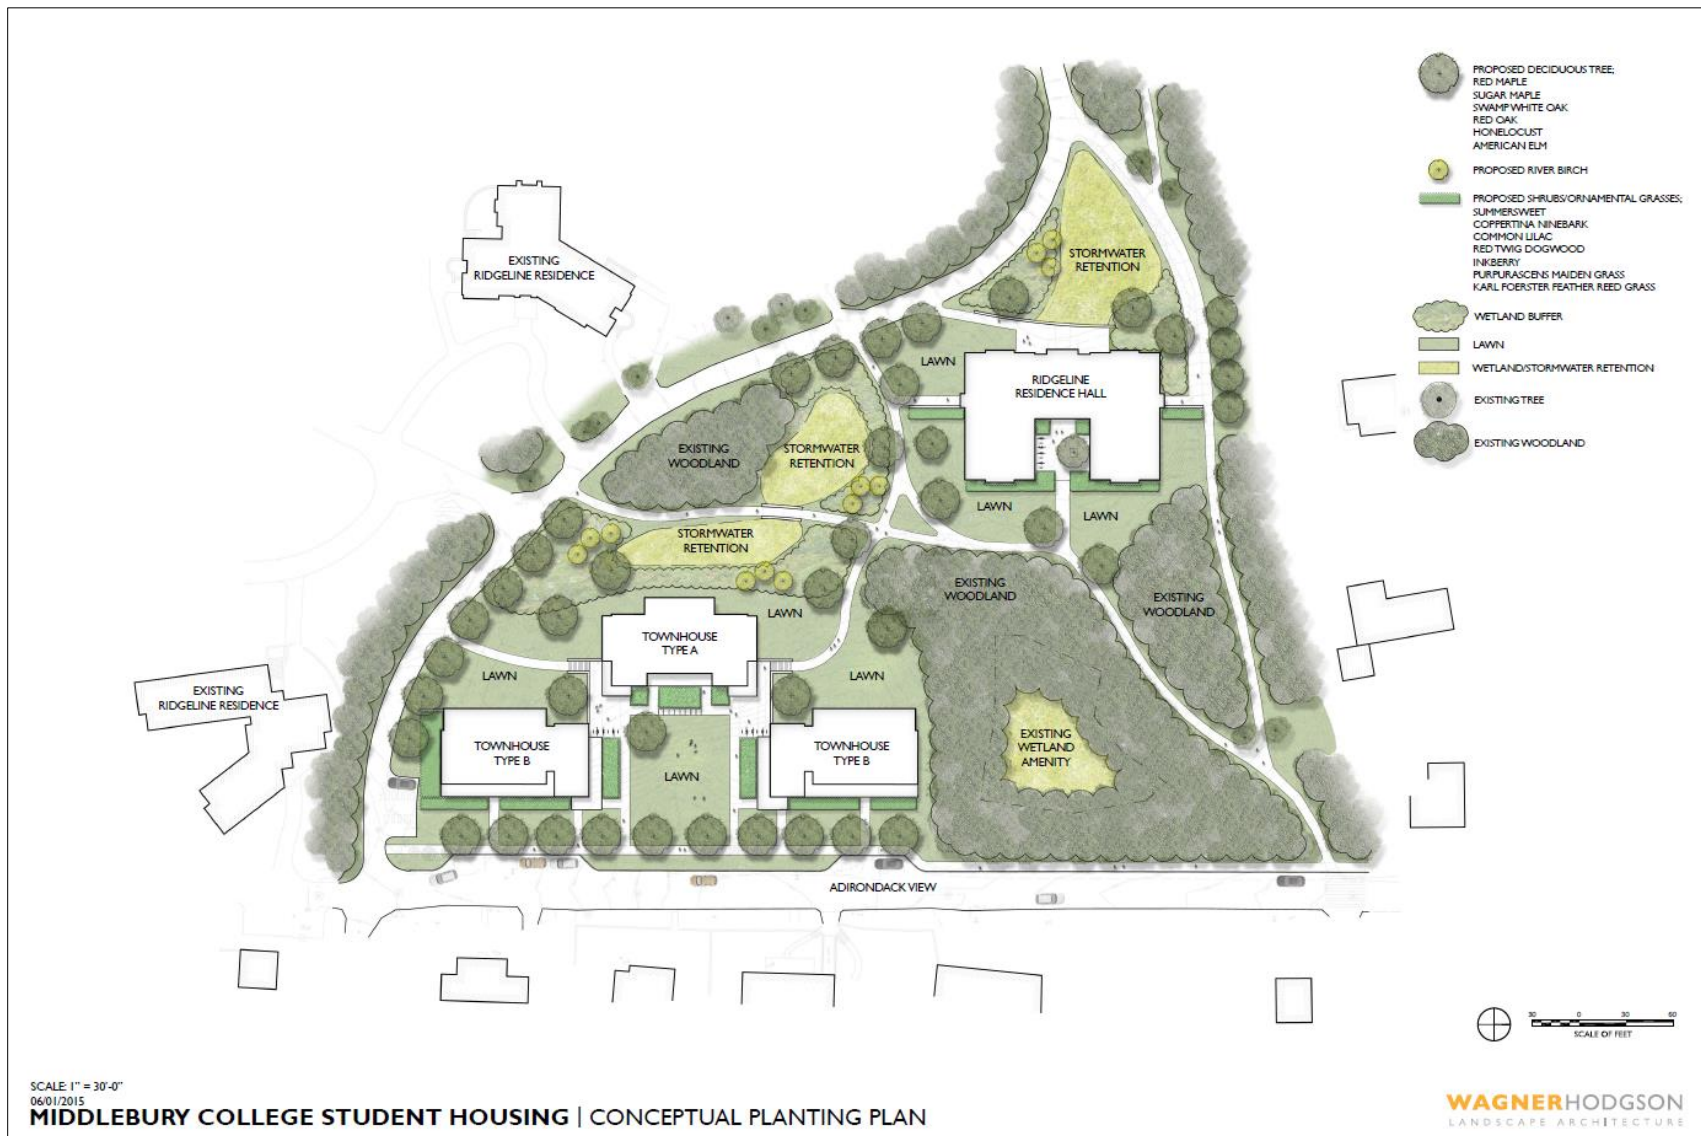 PROPOSED DECIDUOUS TREE;
RED MAPLE
SUGAR MAPLE
SWAMP WHITE OAK
RED OAK
HONELOCUST
AMERICAN ELM
PROPOSED RIVER BIRCH
PROPOSED SHRUBS/ORNAMENTAL GRASSES;
SUMMERSWEET
COPPERTINA NINEBARK
COMMON LILAC
RED TWIG DOGWOOD
INKBERRY
PURPURASCENS MAIDEN GRASS
KARL FOERSTER FEATHER REED GRASS
WETLAND BUFFER
LAWN
WETLAND/STORMWATER RETENTION
EXISTING TREE
EXISTING WOODLAND
EXISTING
RIDGELINE RESIDENCE
STORMWATER
RETENTION
LAWN
RIDGELINE
RESIDENCE HALL
EXISTING
WOODLAND
STORMWATER
RETENTION
LAWN
LAWN
STORMWATER
RETENTION
EXISTING
WOODLAND
EXISTING
WOODLAND
LAWN
TOWNHOUSE
TYPE A
LAWN
LAWN
EXISTING
RIDGELINE RESIDENCE
TOWNHOUSE
TYPE B
TOWNHOUSE
TYPE B
LAWN
EXISTING
WETLAND
AMENITY
ADIRONDACK VIEW
30 0 30 60
SCALE OF FEET
SCALE: 1" = 30'-0"
06/01/2015
MIDDLEBURY COLLEGE STUDENT HOUSING | CONCEPTUAL PLANTING PLAN
WAGNERHODGSON
LANDSCAPE ARCHITECTURE